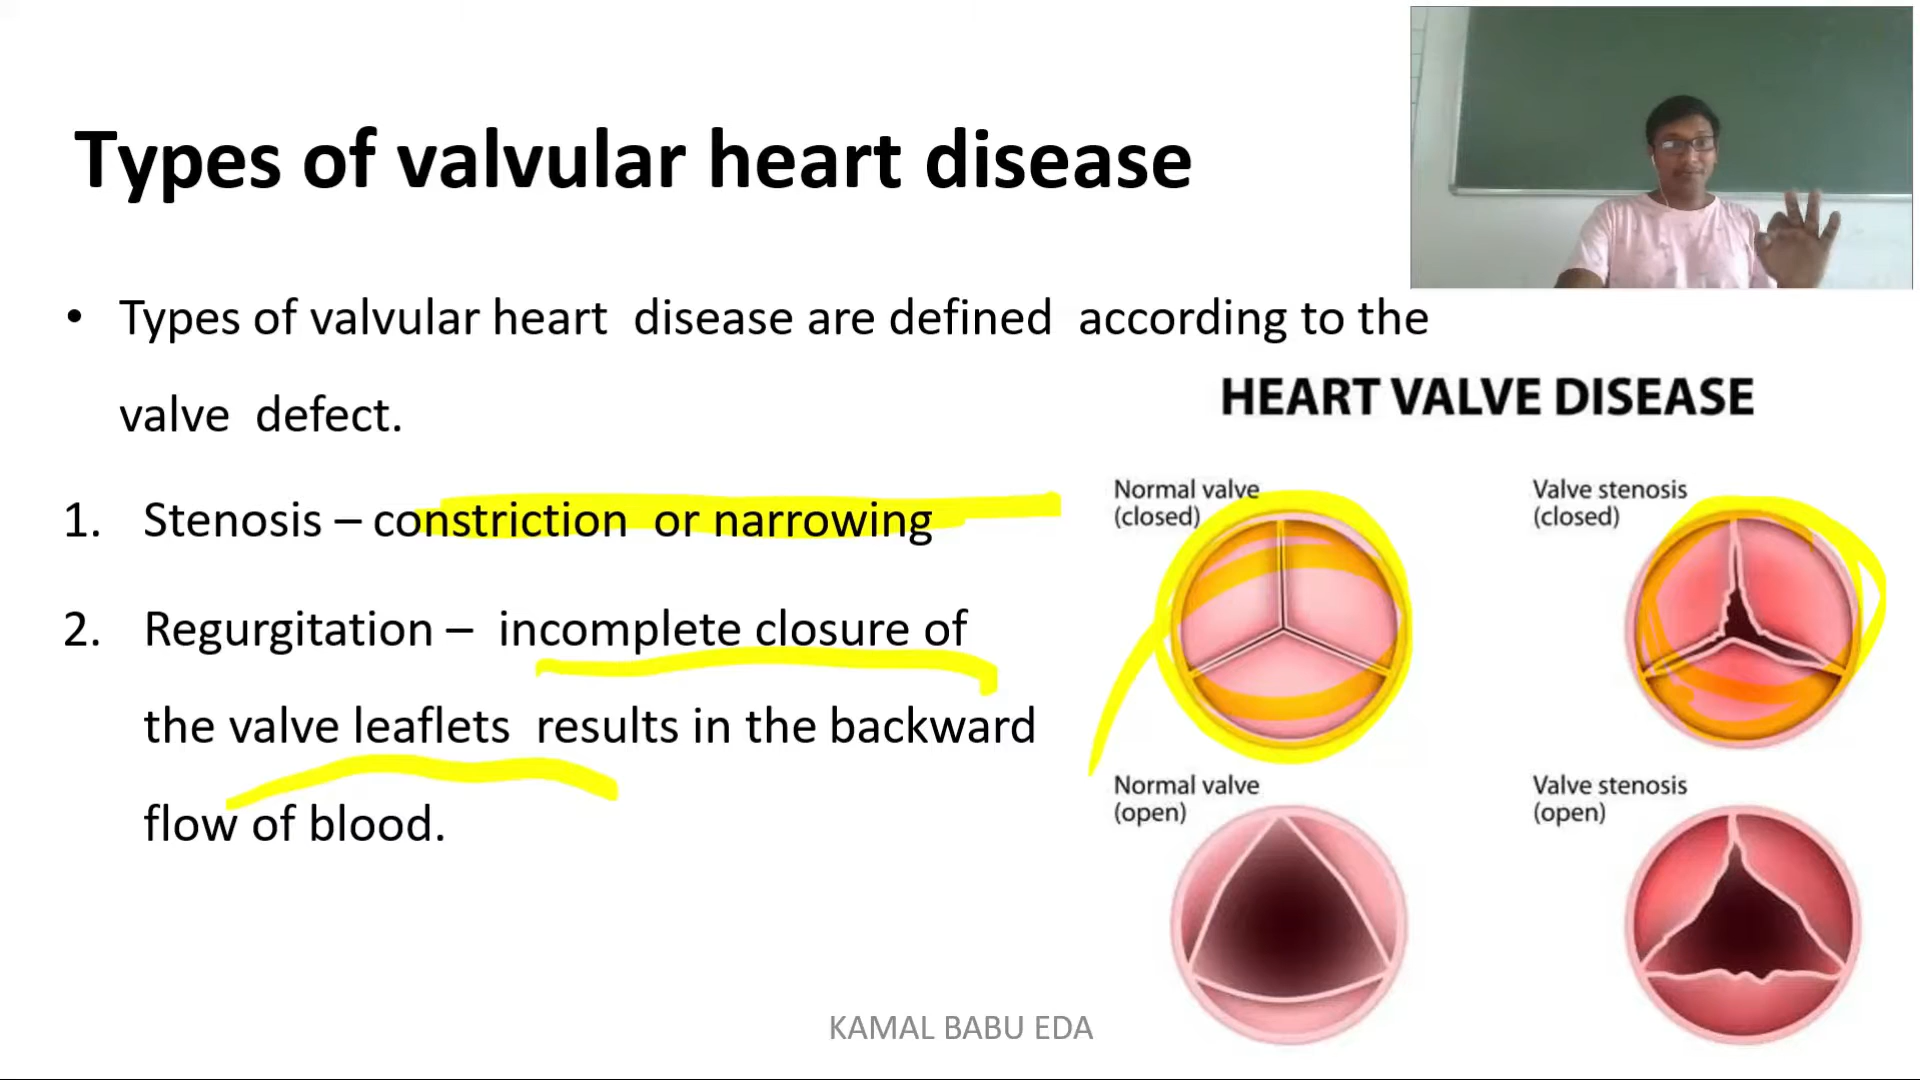 Types of valvular heart disease
• Types of valvular heart disease are defined according to the
valve defect.
1. Stenosis – constriction or narrowing
2. Regurgitation – incomplete closure of
the valve leaflets results in the backward
flow of blood.
HEART VALVE DISEASE
Normal valve
(closed)
Valve stenosis
(closed)
Normal valve
(open)
Valve stenosis
(open)
KAMAL BABU EDA